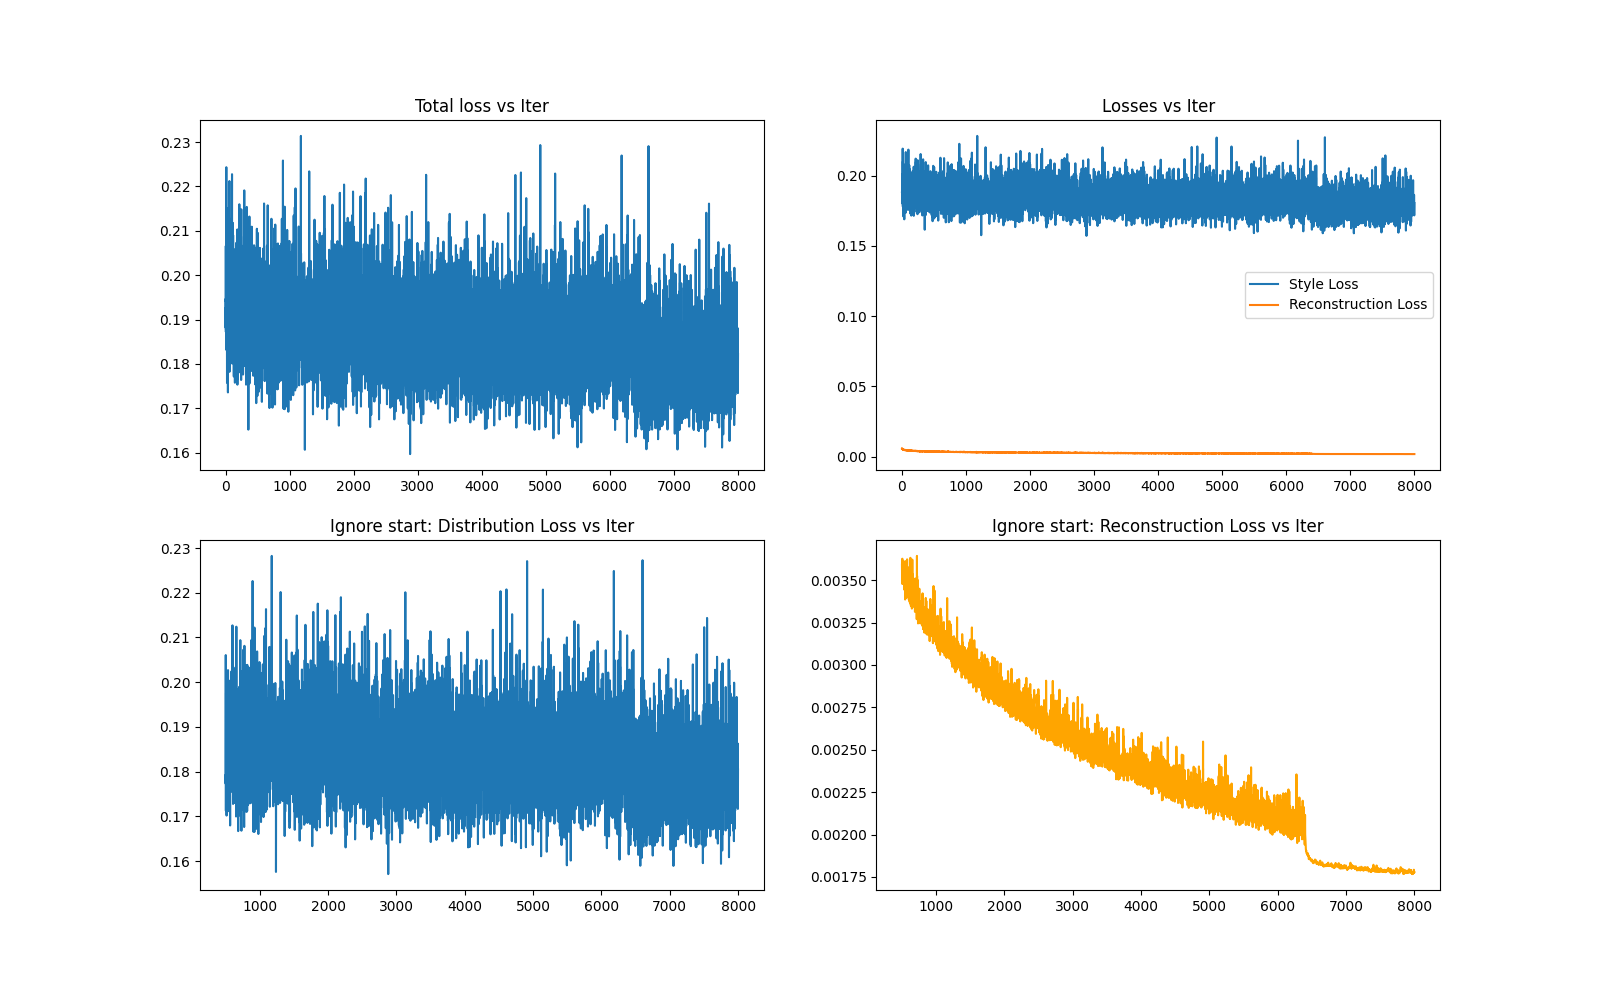 Total loss vs Iter
0.23
0.22
0.21
0.20
0.19
0.18
0.17
0.16
0 1000 2000 3000 4000 5000 6000 7000 8000
Losses vs Iter
0.20
0.15
0.10
0.05
0.00
Style Loss
Reconstruction Loss
0 1000 2000 3000 4000 5000 6000 7000 8000
Ignore start: Distribution Loss vs Iter
0.23
0.22
0.21
0.20
0.19
0.18
0.17
0.16
1000 2000 3000 4000 5000 6000 7000 8000
Ignore start: Reconstruction Loss vs Iter
0.00350
0.00325
0.00300
0.00275
0.00250
0.00225
0.00200
0.00175
1000 2000 3000 4000 5000 6000 7000 8000